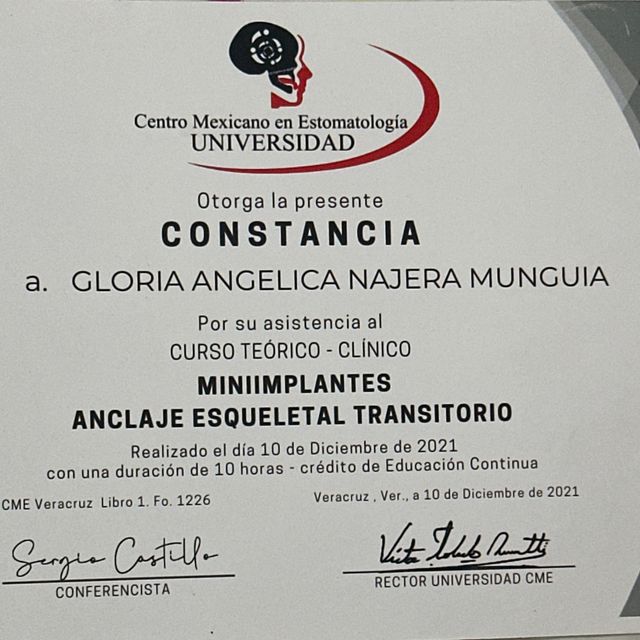 Centro Mexicano en Estomatología
UNIVERSIDAD
Otorga la presente
CONSTANCIA
a. GLORIA ANGELICA NAJERA MUNGUIA
Por su asistencia al
CURSO TEÓRICO - CLÍNICO
MINIIMPLANTES
ANCLAJE ESQUELETAL TRANSITORIO
Realizado el día 10 de Diciembre de 2021
con una duración de 10 horas - crédito de Educación Continua
CME Veracruz Libro 1. Fo. 1226
Veracruz , Ver., a 10 de Diciembre de 2021
Sergio Castillo
CONFERENCISTA
RECTOR UNIVERSIDAD CME